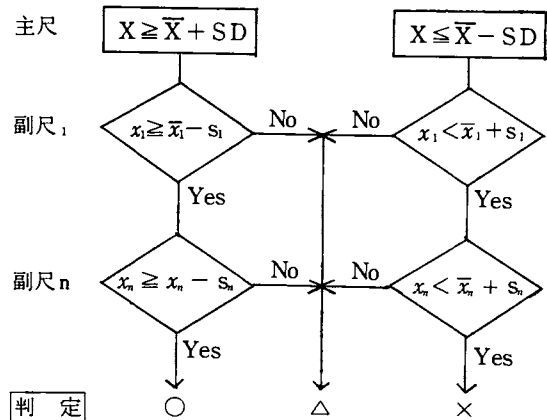 主尺 X≧X̅+SD X≦X̅−SD
副尺₁ x₁≧x̅₁−s₁ No No x₁<x̅₁+s₁
Yes Yes
副尺n xₙ≧xₙ−sₙ No No xₙ<x̅ₙ+sₙ
Yes Yes
判 定 ○ △ ×